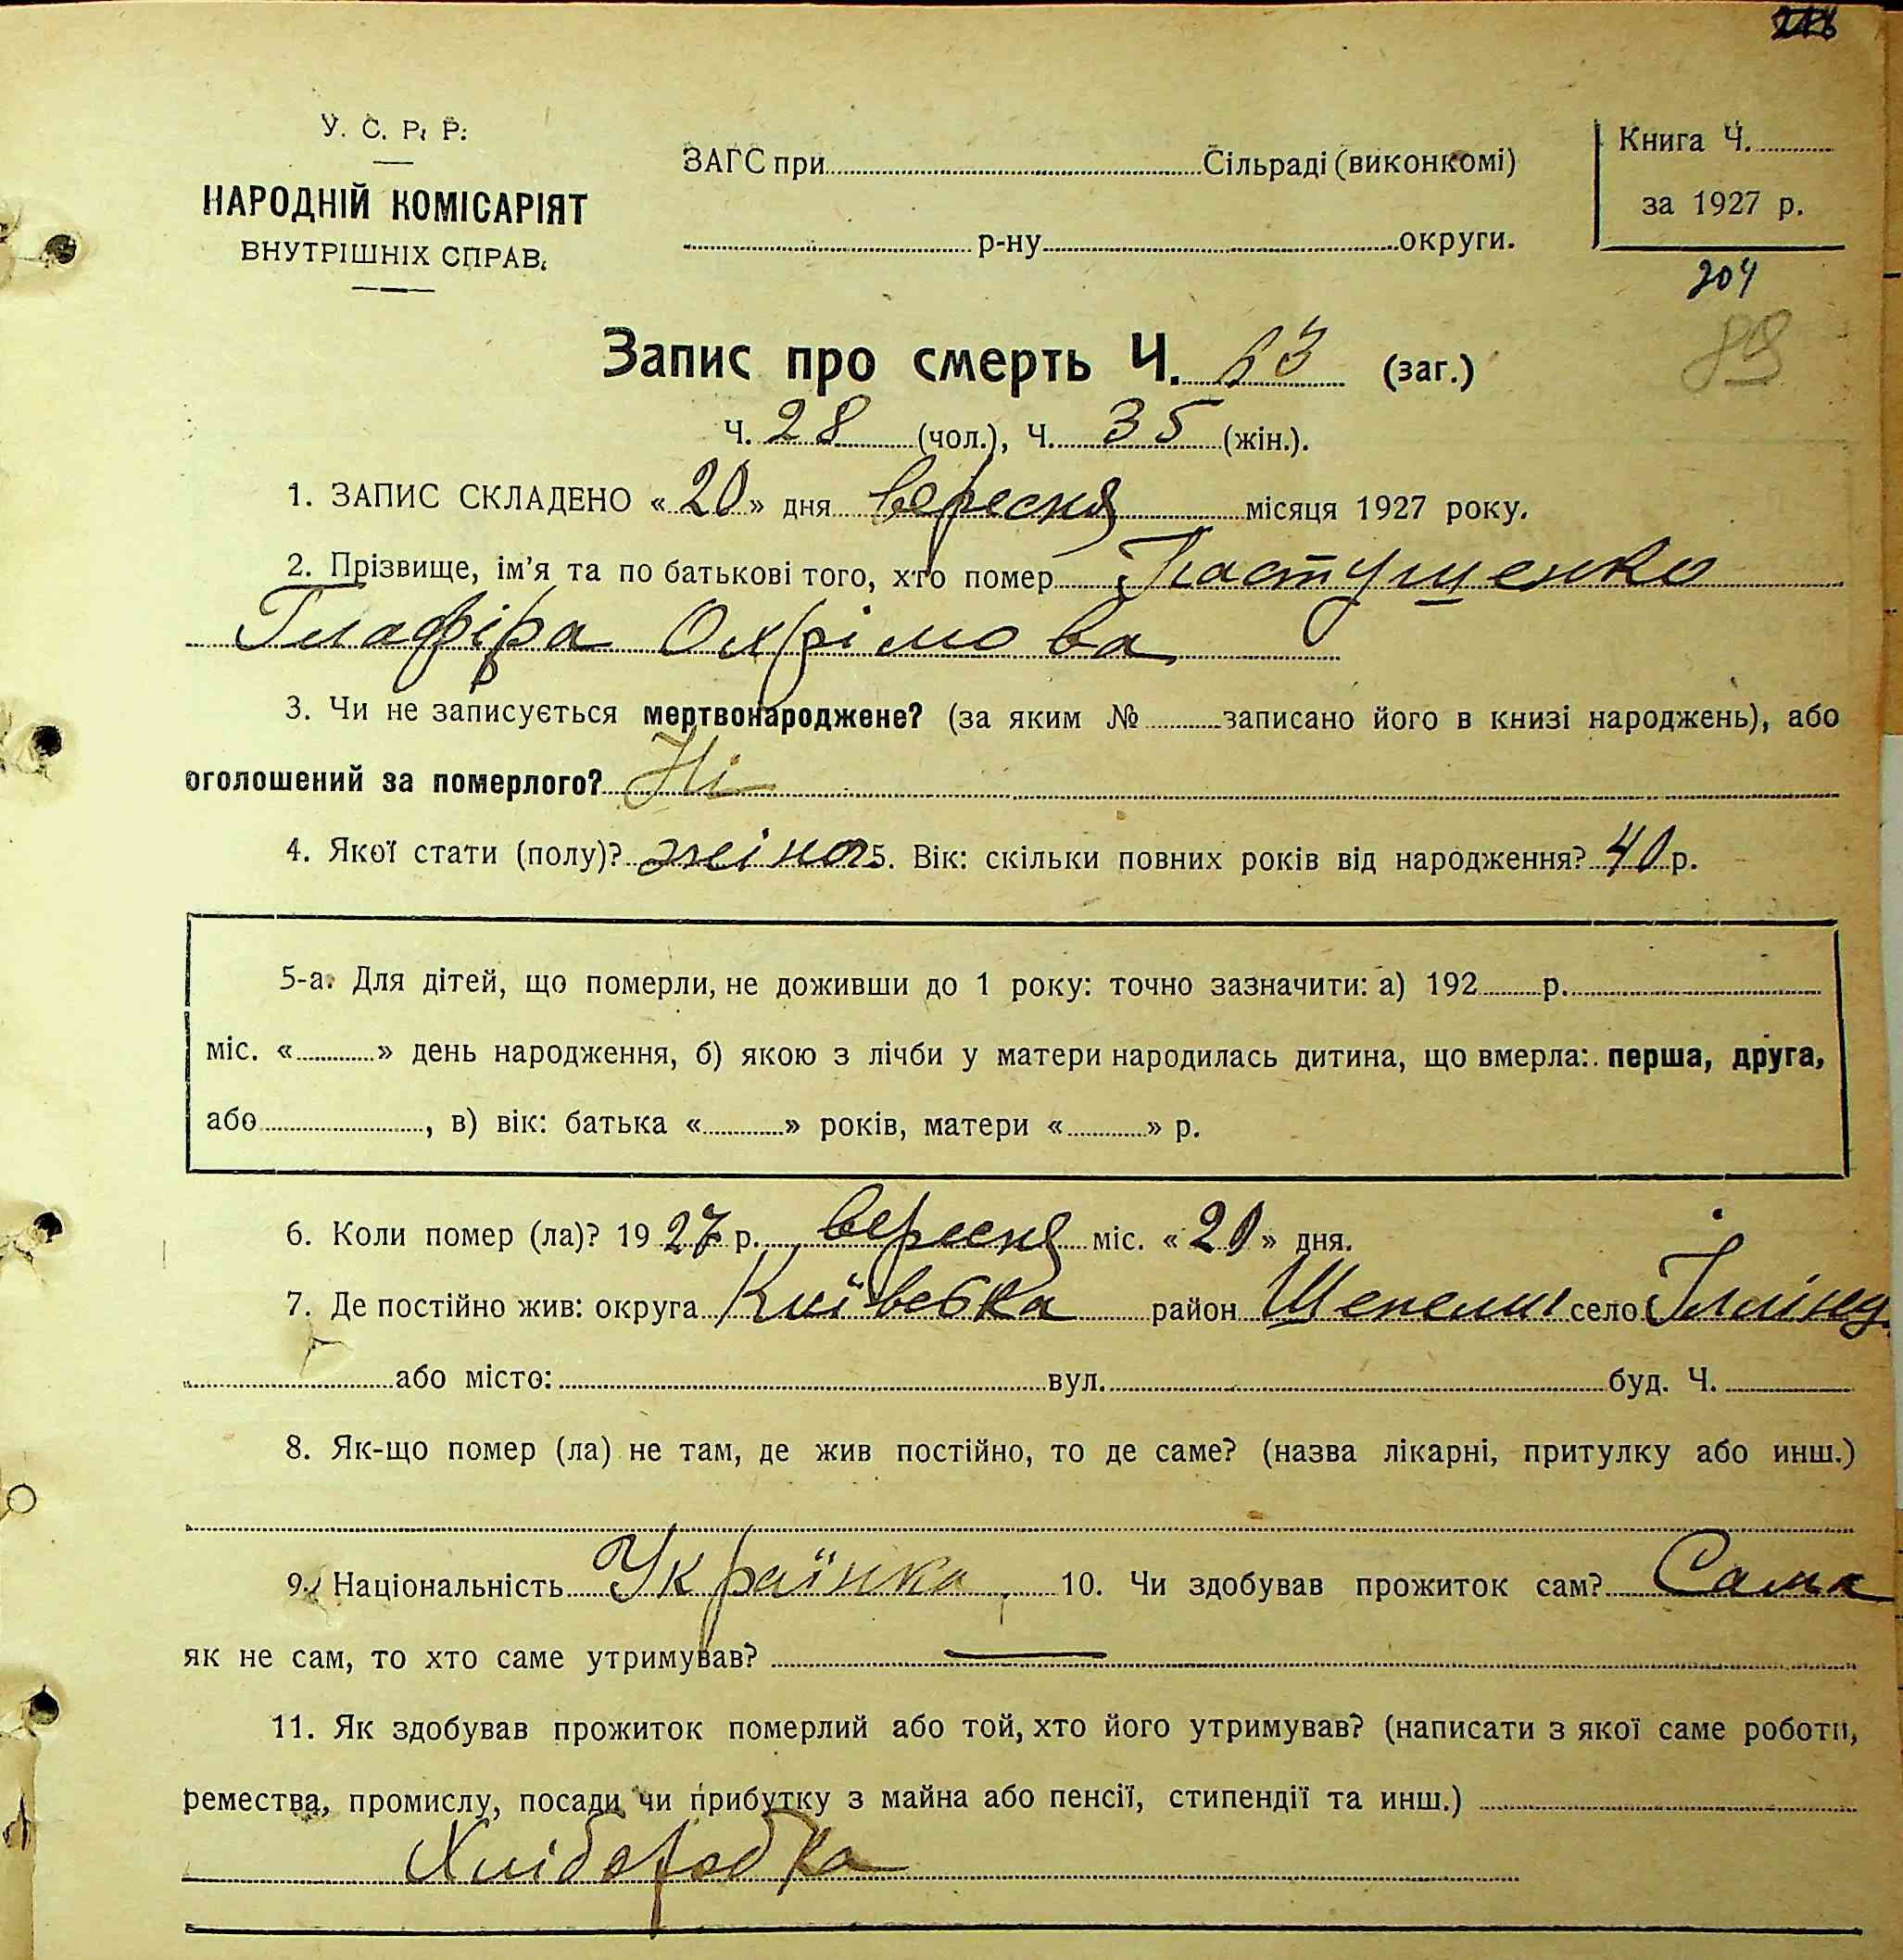 У. С. Р. Р.
НАРОДНІЙ КОМІСАРІЯТ
ВНУТРІШНІХ СПРАВ.
ЗАГС при Сільраді (виконкомі)
р-ну округи.
Книга Ч.
за 1927 р.
204
89
Запис про смерть Ч. 63 (заг.)
Ч. 28 (чол.), Ч. 35 (жін.).
1. ЗАПИС СКЛАДЕНО «20» дня вересня місяця 1927 року.
2. Прізвище, ім'я та по батькові того, хто помер Пастушенко
Глафіра Охрімова
3. Чи не записується мертвонароджене? (за яким № записано його в книзі народжень), або
оголошений за померлого? Ні
4. Якої стати (полу)? жіноч 5. Вік: скільки повних років від народження? 40 р.
5-а. Для дітей, що померли, не доживши до 1 року: точно зазначити: а) 192 р.
міс. « » день народження, б) якою з лічби у матери народилась дитина, що вмерла: перша, друга,
або , в) вік: батька « » років, матери « » р.
6. Коли помер (ла)? 1927 р. вересня міс. «20» дня.
7. Де постійно жив: округа Київська район Шепелиц село Ілінц
або місто: вул. буд. Ч.
8. Як-що помер (ла) не там, де жив постійно, то де саме? (назва лікарні, притулку або инш.)
9. Національність Українка 10. Чи здобував прожиток сам? Сама
як не сам, то хто саме утримував? —
11. Як здобував прожиток померлий або той, хто його утримував? (написати з якої саме роботи,
ремества, промислу, посади чи прибутку з майна або пенсії, стипендії та инш.)
Хліборобка